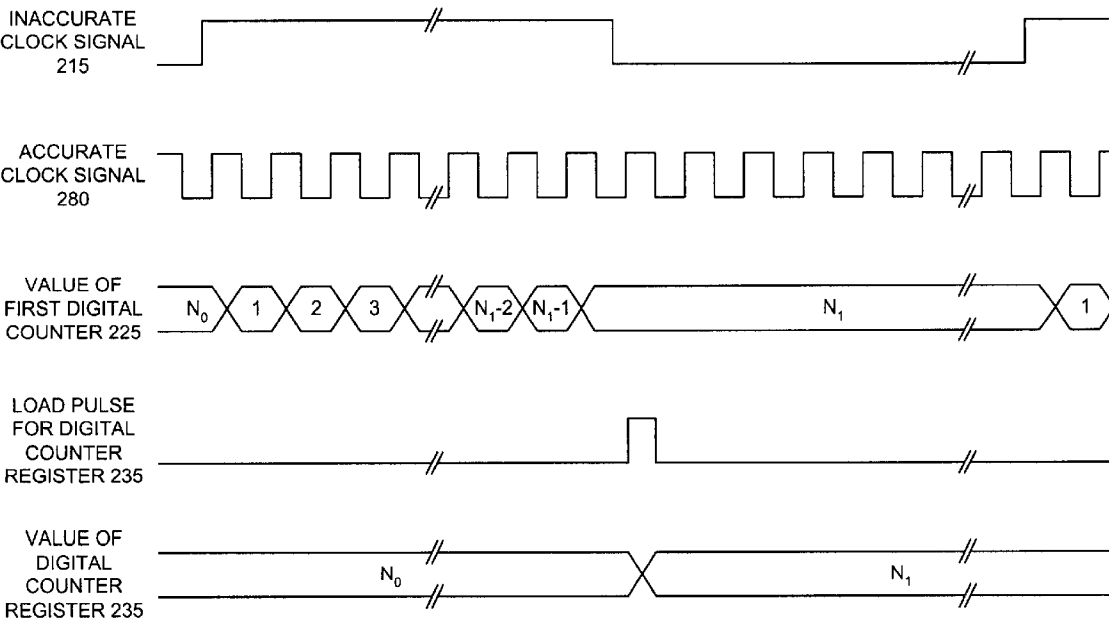 INACCURATE
CLOCK SIGNAL
215
ACCURATE
CLOCK SIGNAL
280
VALUE OF
FIRST DIGITAL
COUNTER 225
N₀ 1 2 3 N₁-2 N₁-1 N₁ 1
LOAD PULSE
FOR DIGITAL
COUNTER
REGISTER 235
VALUE OF
DIGITAL
COUNTER
REGISTER 235
N₀ N₁